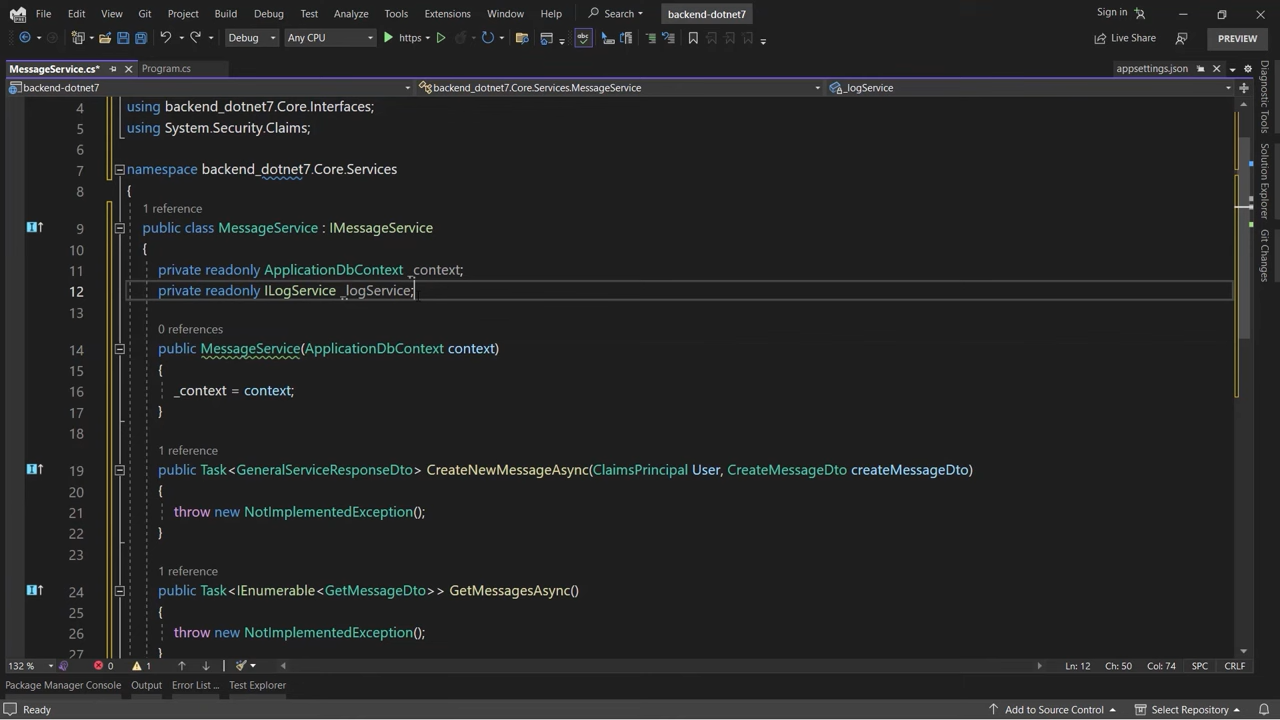 File Edit View Git Project Build Debug Test Analyze Tools Extensions Window Help Search backend-dotnet7 Sign in
Debug Any CPU https abc Live Share PREVIEW
MessageService.cs* Program.cs appsettings.json
backend-dotnet7 backend_dotnet7.Core.Services.MessageService _logService
4 using backend_dotnet7.Core.Interfaces;
5 using System.Security.Claims;
6
7 namespace backend_dotnet7.Core.Services
8 {
1 reference
9 public class MessageService : IMessageService
10 {
11 private readonly ApplicationDbContext _context;
12 private readonly ILogService _logService;
13
0 references
14 public MessageService(ApplicationDbContext context)
15 {
16 _context = context;
17 }
18
1 reference
19 public Task<GeneralServiceResponseDto> CreateNewMessageAsync(ClaimsPrincipal User, CreateMessageDto createMessageDto)
20 {
21 throw new NotImplementedException();
22 }
23
1 reference
24 public Task<IEnumerable<GetMessageDto>> GetMessagesAsync()
25 {
26 throw new NotImplementedException();
27 }
132 % 0 1 Ln: 12 Ch: 50 Col: 74 SPC CRLF
Package Manager Console Output Error List ... Test Explorer
Ready Add to Source Control Select Repository
Diagnostic Tools
Solution Explorer
Git Changes